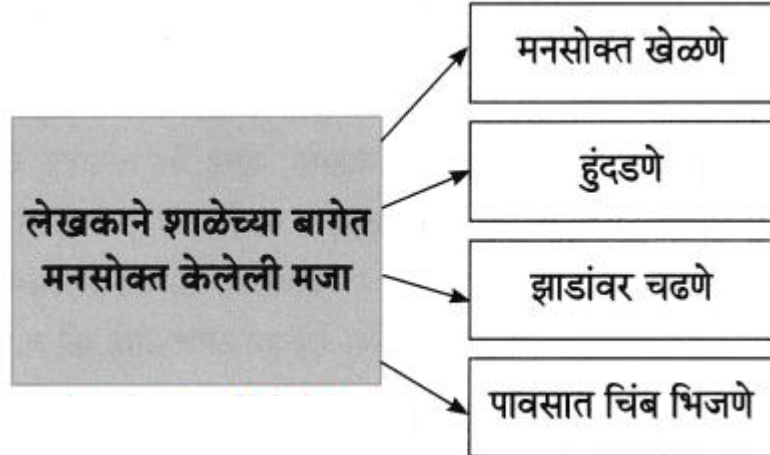 मनसोक्त खेळणे
हुंदडणे
लेखकाने शाळेच्या बागेत
मनसोक्त केलेली मजा
झाडांवर चढणे
पावसात चिंब भिजणे